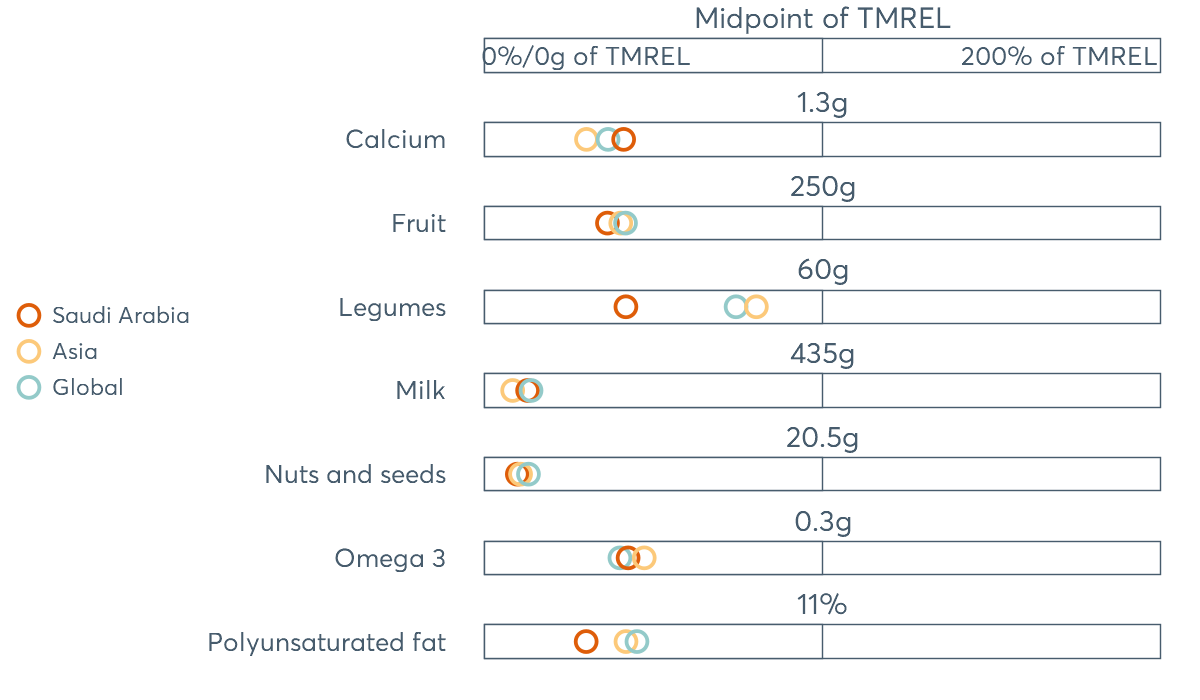 Midpoint of TMREL
0%/0g of TMREL
200% of TMREL
1.3g
Calcium
250g
Fruit
60g
Legumes
435g
Milk
20.5g
Nuts and seeds
0.3g
Omega 3
11%
Polyunsaturated fat
Saudi Arabia
Asia
Global